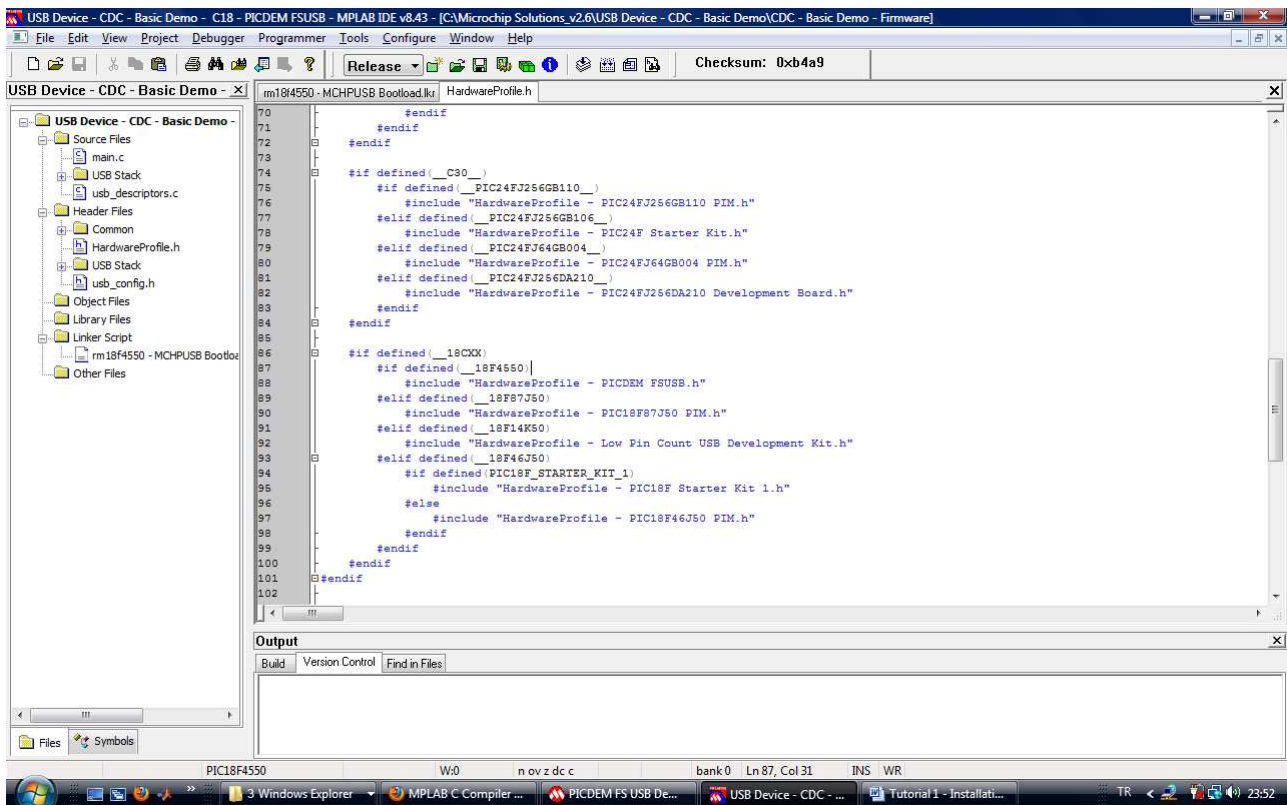 USB Device - CDC - Basic Demo - C18 - PICDEM FSUSB - MPLAB IDE v8.43 - [C:\Microchip Solutions_v2.6\USB Device - CDC - Basic Demo\CDC - Basic Demo - Firmware]
File Edit View Project Debugger Programmer Tools Configure Window Help
Release Checksum: 0xb4a9
USB Device - CDC - Basic Demo -
rm18f4550 - MCHPUSB Bootload.lkr HardwareProfile.h
USB Device - CDC - Basic Demo -
Source Files
main.c
USB Stack
usb_descriptors.c
Header Files
Common
HardwareProfile.h
USB Stack
usb_config.h
Object Files
Library Files
Linker Script
rm18f4550 - MCHPUSB Bootloa
Other Files
Files Symbols
70 #endif
71 #endif
72 #endif
73
74 #if defined(__C30__)
75 #if defined(__PIC24FJ256GB110__)
76 #include "HardwareProfile - PIC24FJ256GB110 PIM.h"
77 #elif defined(__PIC24FJ256GB106__)
78 #include "HardwareProfile - PIC24F Starter Kit.h"
79 #elif defined(__PIC24FJ64GB004__)
80 #include "HardwareProfile - PIC24FJ64GB004 PIM.h"
81 #elif defined(__PIC24FJ256DA210__)
82 #include "HardwareProfile - PIC24FJ256DA210 Development Board.h"
83 #endif
84 #endif
85
86 #if defined(__18CXX)
87 #if defined(__18F4550)
88 #include "HardwareProfile - PICDEM FSUSB.h"
89 #elif defined(__18F87J50)
90 #include "HardwareProfile - PIC18F87J50 PIM.h"
91 #elif defined(__18F14K50)
92 #include "HardwareProfile - Low Pin Count USB Development Kit.h"
93 #elif defined(__18F46J50)
94 #if defined(PIC18F_STARTER_KIT_1)
95 #include "HardwareProfile - PIC18F Starter Kit 1.h"
96 #else
97 #include "HardwareProfile - PIC18F46J50 PIM.h"
98 #endif
99 #endif
100 #endif
101 #endif
102
Output
Build Version Control Find in Files
PIC18F4550 W:0 n ov z dc c bank 0 Ln 87, Col 31 INS WR
3 Windows Explorer MPLAB C Compiler ... PICDEM FS USB De... USB Device - CDC - ... Tutorial 1 - Installati... TR 23:52